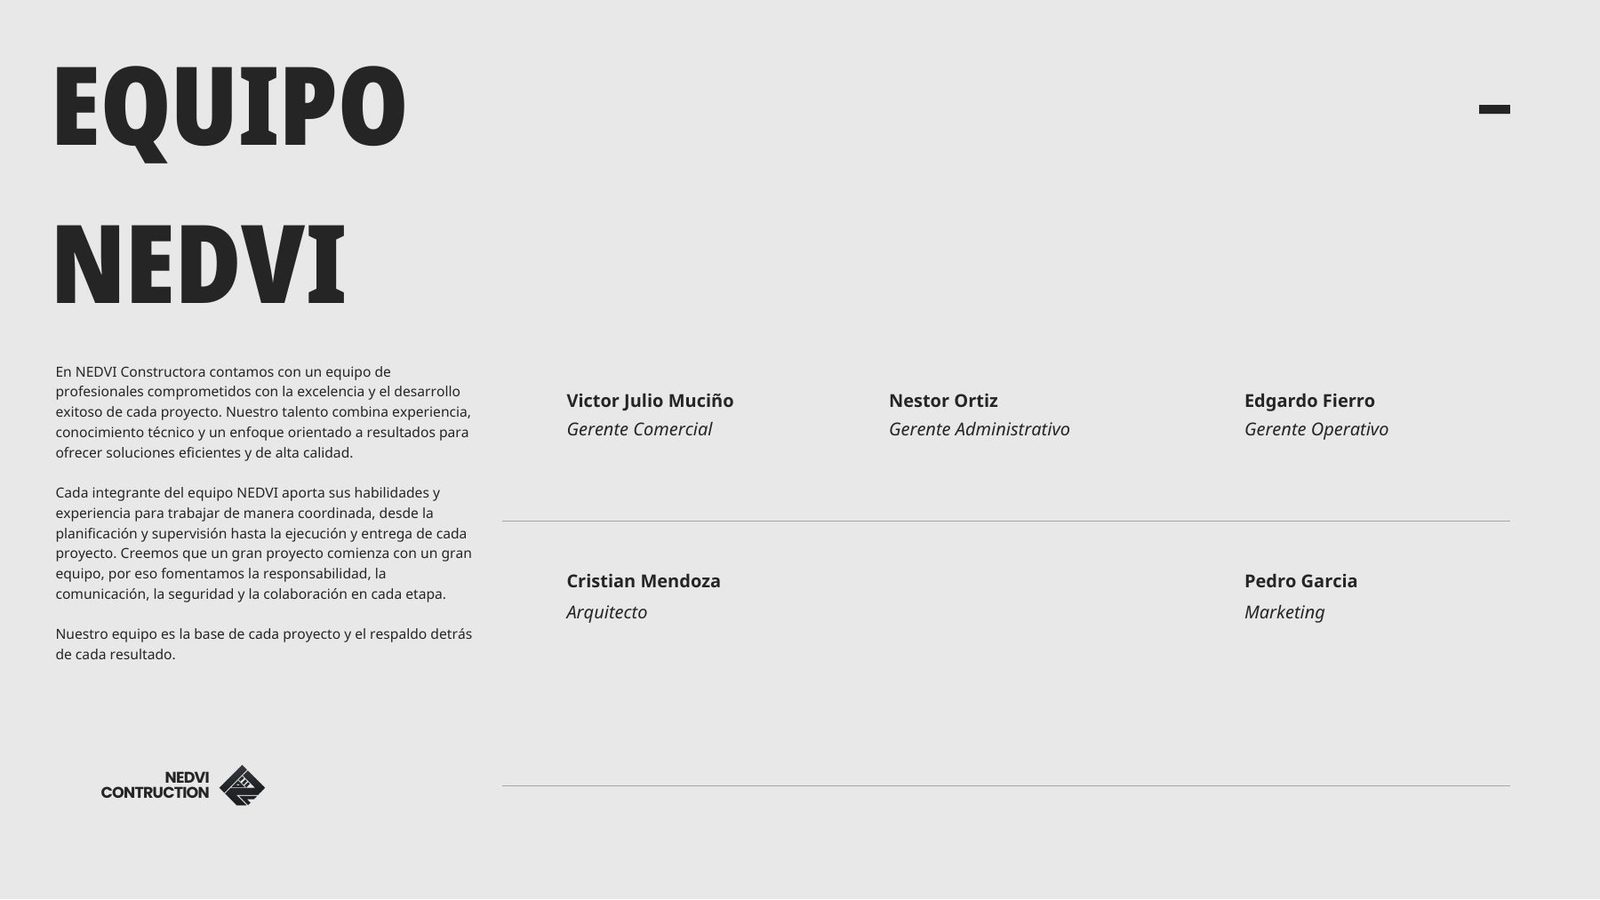 EQUIPO
NEDVI
En NEDVI Constructora contamos con un equipo de
profesionales comprometidos con la excelencia y el desarrollo
exitoso de cada proyecto. Nuestro talento combina experiencia,
conocimiento técnico y un enfoque orientado a resultados para
ofrecer soluciones eficientes y de alta calidad.
Cada integrante del equipo NEDVI aporta sus habilidades y
experiencia para trabajar de manera coordinada, desde la
planificación y supervisión hasta la ejecución y entrega de cada
proyecto. Creemos que un gran proyecto comienza con un gran
equipo, por eso fomentamos la responsabilidad, la
comunicación, la seguridad y la colaboración en cada etapa.
Nuestro equipo es la base de cada proyecto y el respaldo detrás
de cada resultado.
Victor Julio Muciño
Gerente Comercial
Nestor Ortiz
Gerente Administrativo
Edgardo Fierro
Gerente Operativo
Cristian Mendoza
Arquitecto
Pedro Garcia
Marketing
NEDVI
CONTRUCTION